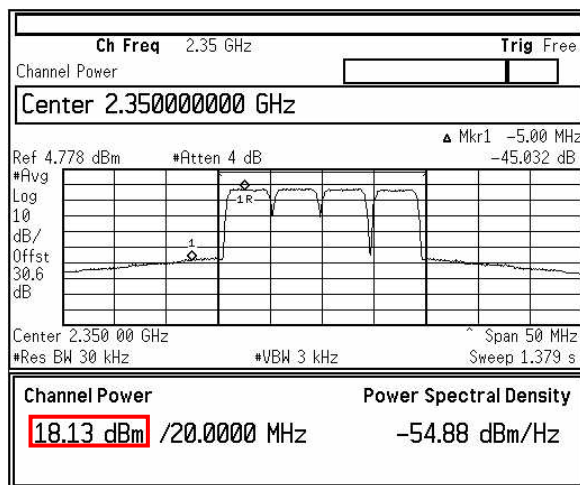 Ch Freq 2.35 GHz Trig Free
Channel Power
Center 2.350000000 GHz
Δ Mkr1 -5.00 MHz
Ref 4.778 dBm #Atten 4 dB -45.032 dB
#Avg
Log
10
dB/
Offst
30.6
dB
1R
1
Center 2.350 00 GHz ^ Span 50 MHz
#Res BW 30 kHz #VBW 3 kHz Sweep 1.379 s
Channel Power Power Spectral Density
18.13 dBm /20.0000 MHz -54.88 dBm/Hz